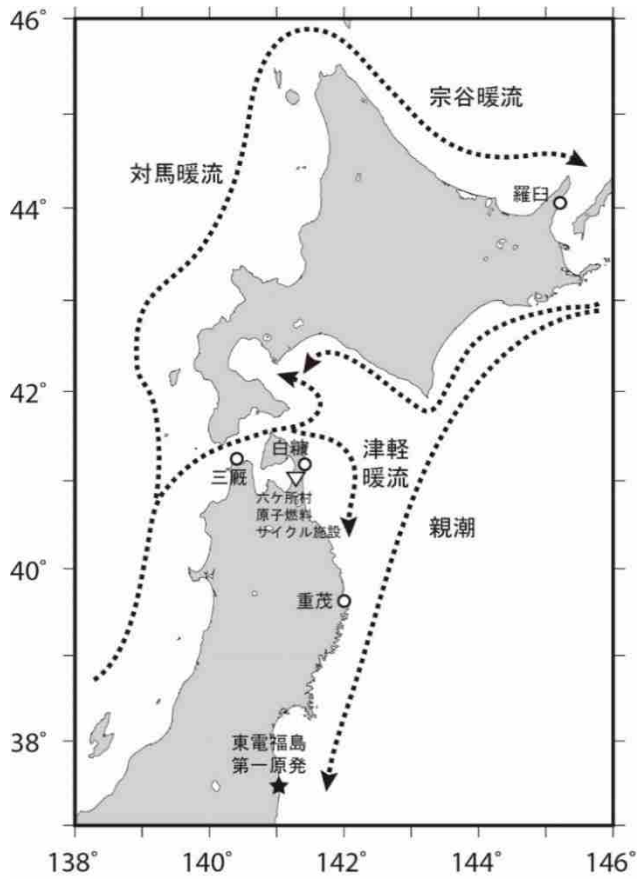 46°
宗谷暖流
対馬暖流
羅臼
44°
42°
白糠
津軽
暖流
三厩
六ケ所村
原子燃料
サイクル施設
親潮
40°
重茂
38°
東電福島
第一原発
138°
140°
142°
144°
146°